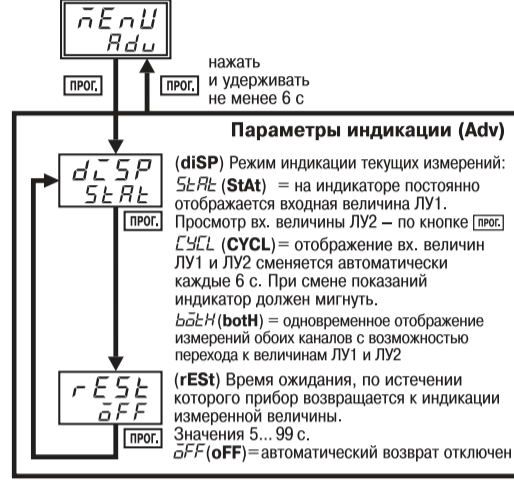 mEnU
Adv
ПРОГ.
ПРОГ.
нажать
и удерживать
не менее 6 с
Параметры индикации (Adv)
diSP
StAt
ПРОГ.
(diSP) Режим индикации текущих измерений:
StAt (StAt) = на индикаторе постоянно
отображается входная величина ЛУ1.
Просмотр вх. величины ЛУ2 – по кнопке ПРОГ.
CYCL (CYCL)= отображение вх. величин
ЛУ1 и ЛУ2 сменяется автоматически
каждые 6 с. При смене показаний
индикатор должен мигнуть.
botH (botH) = одновременное отображение
измерений обоих каналов с возможностью
перехода к величинам ЛУ1 и ЛУ2
rESt
oFF
ПРОГ.
(rESt) Время ожидания, по истечении
которого прибор возвращается к индикации
измеренной величины.
Значения 5... 99 с.
oFF (oFF)=автоматический возврат отключен